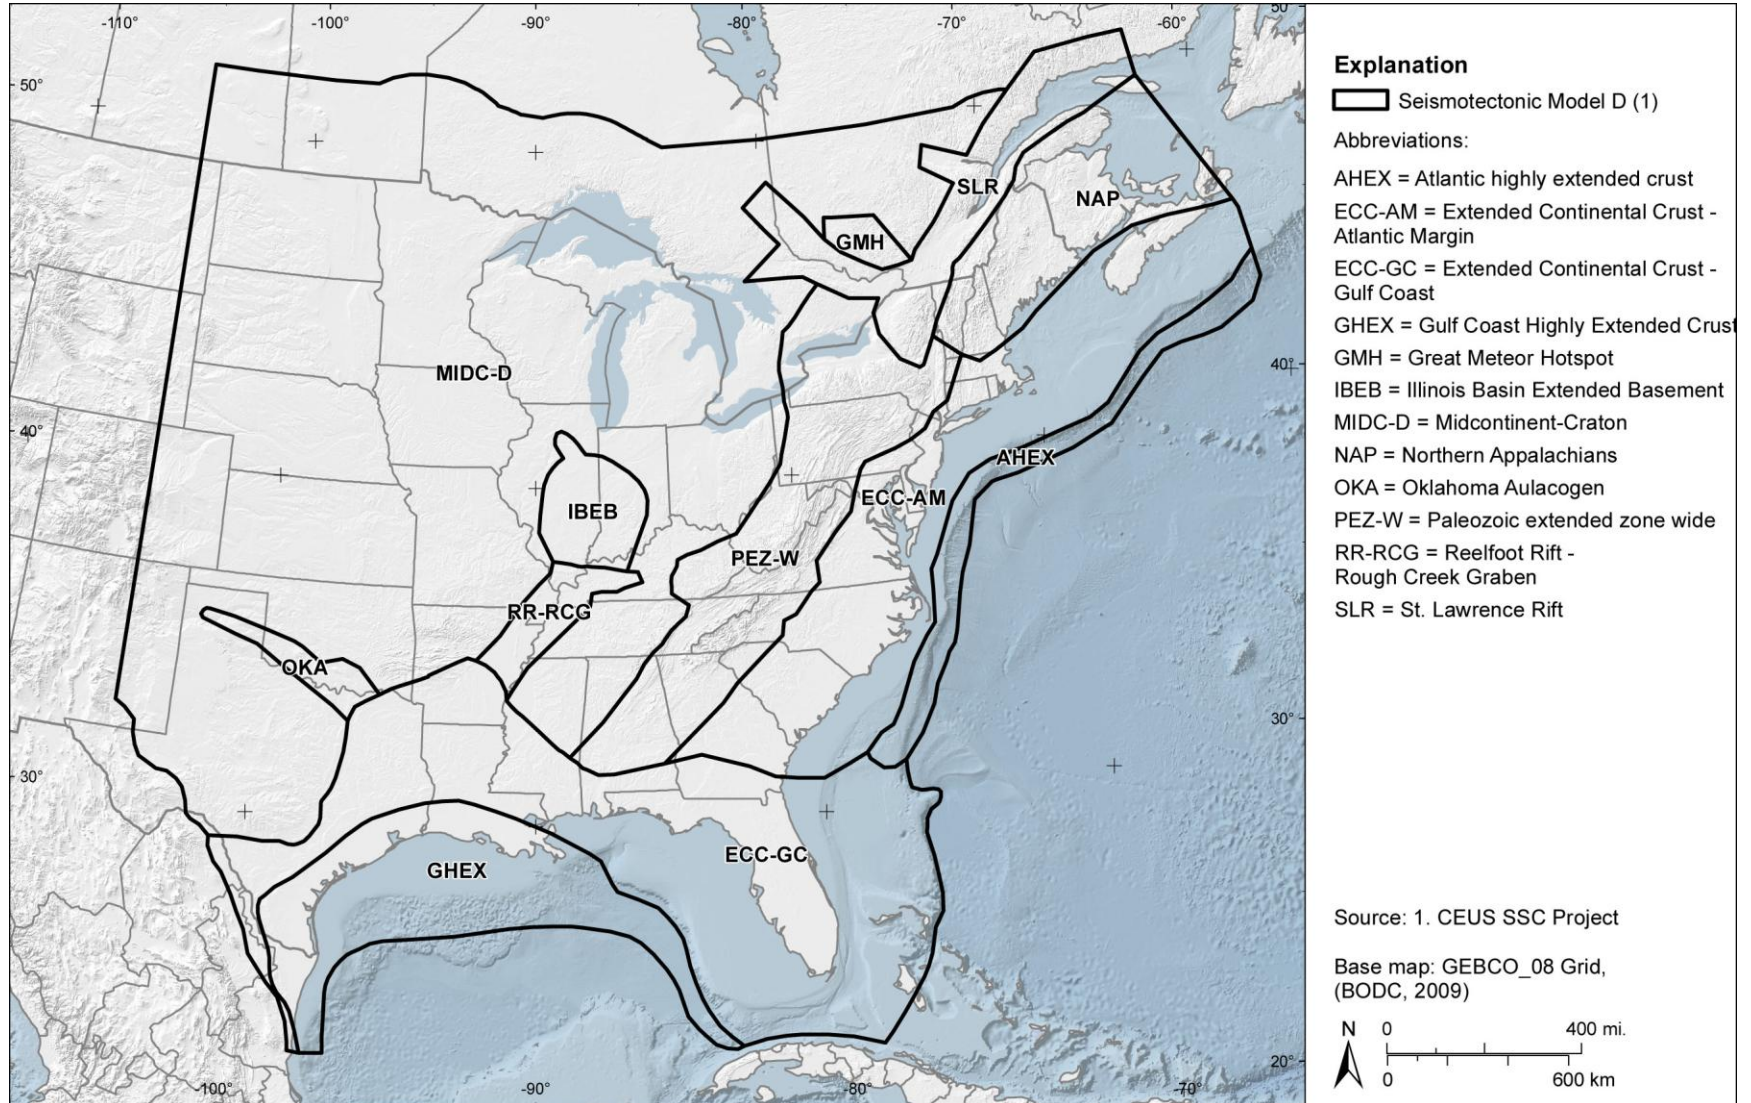 -110° -100° -90° -80° -70° -60° 50°
50°
SLR
NAP
GMH
40°
MIDC-D
40°
AHEX
ECC-AM
IBEB
PEZ-W
RR-RCG
OKA
30°
30°
ECC-GC
GHEX
20°
-100° -90° -80° -70°
Explanation
Seismotectonic Model D (1)
Abbreviations:
AHEX = Atlantic highly extended crust
ECC-AM = Extended Continental Crust -
Atlantic Margin
ECC-GC = Extended Continental Crust -
Gulf Coast
GHEX = Gulf Coast Highly Extended Crust
GMH = Great Meteor Hotspot
IBEB = Illinois Basin Extended Basement
MIDC-D = Midcontinent-Craton
NAP = Northern Appalachians
OKA = Oklahoma Aulacogen
PEZ-W = Paleozoic extended zone wide
RR-RCG = Reelfoot Rift -
Rough Creek Graben
SLR = St. Lawrence Rift
Source: 1. CEUS SSC Project
Base map: GEBCO_08 Grid,
(BODC, 2009)
N 0 400 mi.
0 600 km